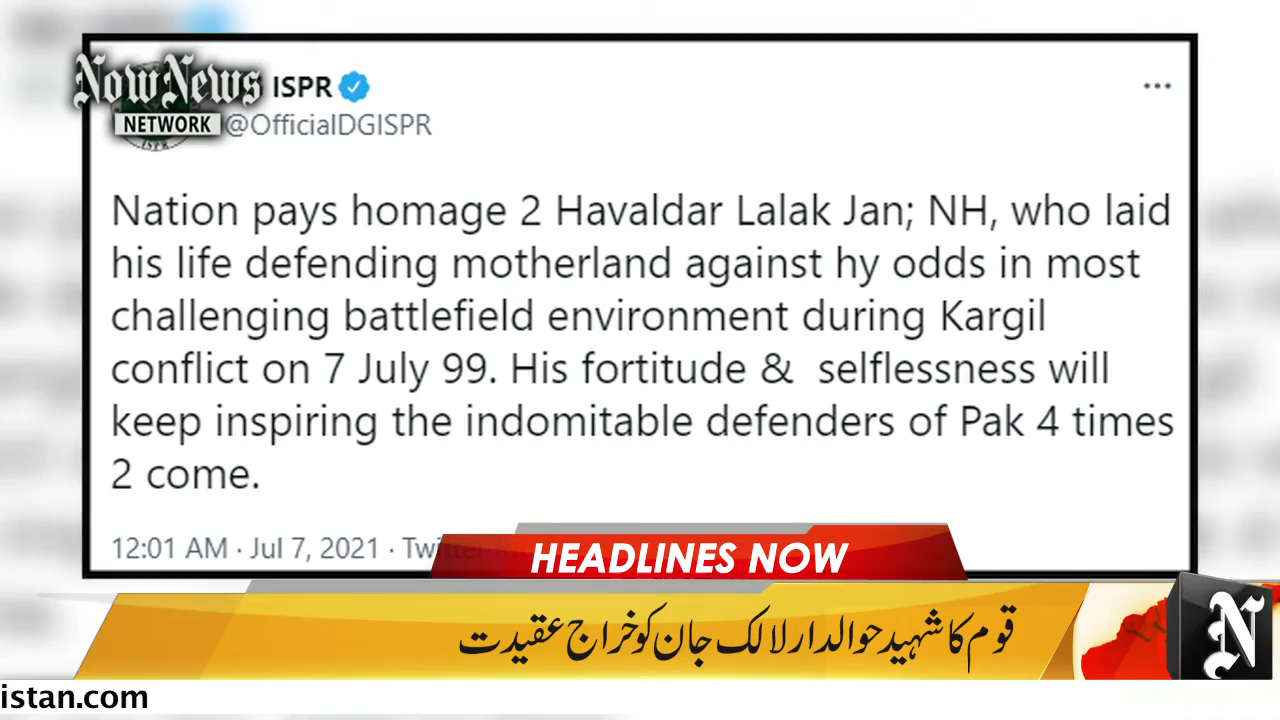 NowNews
NETWORK
ISPR
@OfficialDGISPR
ISPR
Nation pays homage 2 Havaldar Lalak Jan; NH, who laid
his life defending motherland against hy odds in most
challenging battlefield environment during Kargil
conflict on 7 July 99. His fortitude &  selflessness will
keep inspiring the indomitable defenders of Pak 4 times
2 come.
12:01 AM · Jul 7, 2021 ·
HEADLINES NOW
قوم کا شہید حوالدار لالک جان کو خراج عقیدت
N
istan.com